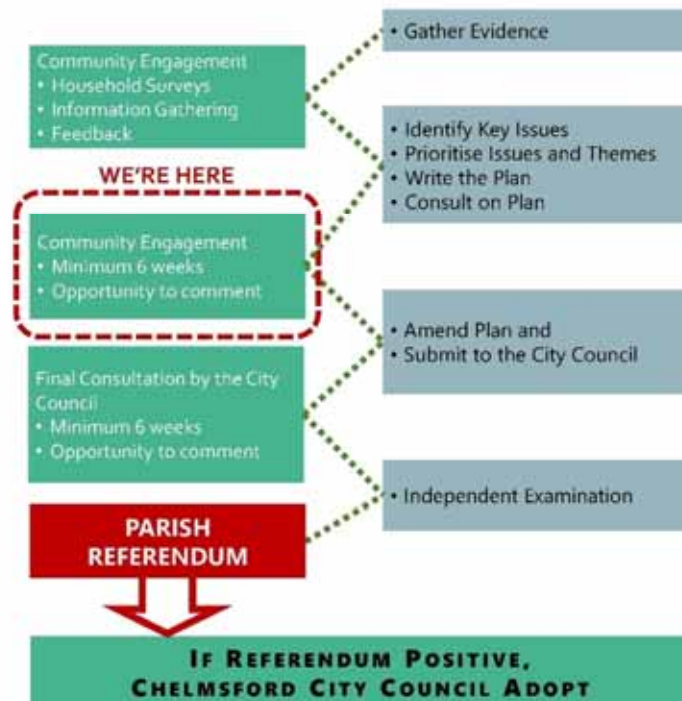 • Gather Evidence
Community Engagement
• Household Surveys
• Information Gathering
• Feedback
• Identify Key Issues
• Prioritise Issues and Themes
• Write the Plan
• Consult on Plan
WE'RE HERE
Community Engagement
• Minimum 6 weeks
• Opportunity to comment
• Amend Plan and
• Submit to the City Council
Final Consultation by the City
Council
• Minimum 6 weeks
• Opportunity to comment
• Independent Examination
PARISH
REFERENDUM
IF REFERENDUM POSITIVE,
CHELMSFORD CITY COUNCIL ADOPT